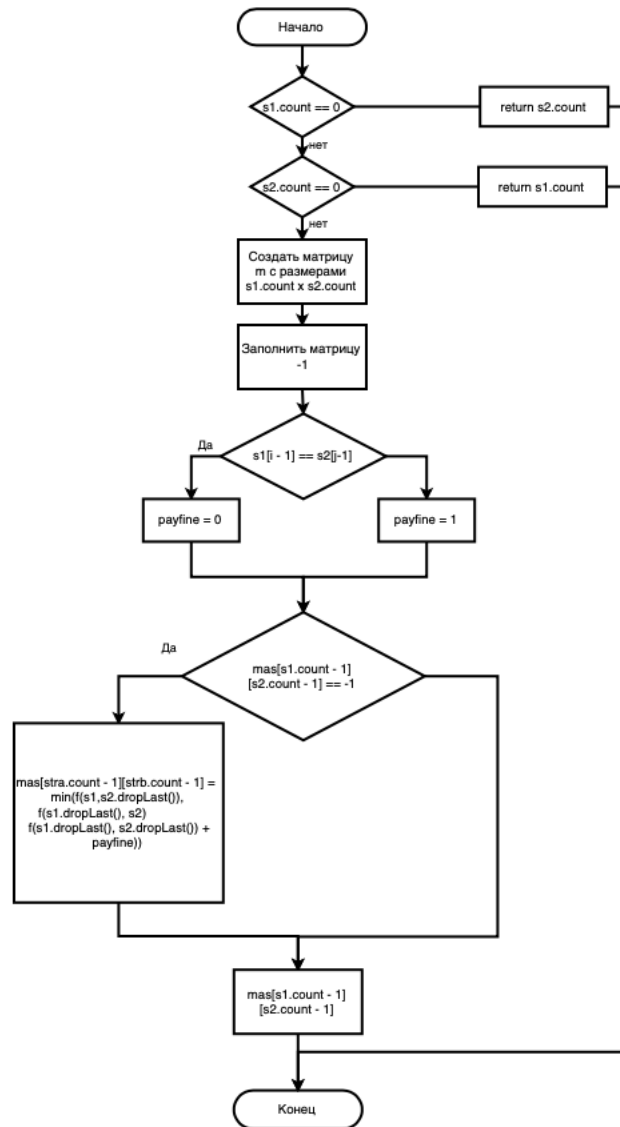 Начало
s1.count == 0
return s2.count
нет
s2.count == 0
return s1.count
нет
Создать матрицу
m с размерами
s1.count x s2.count
Заполнить матрицу
-1
Да
s1[i - 1] == s2[j-1]
payfine = 0
payfine = 1
Да
mas[s1.count - 1]
[s2.count - 1] == -1
mas[stra.count - 1][strb.count - 1] =
min(f(s1,s2.dropLast()),
f(s1.dropLast(), s2)
f(s1.dropLast(), s2.dropLast()) +
payfine))
mas[s1.count - 1]
[s2.count - 1]
Конец